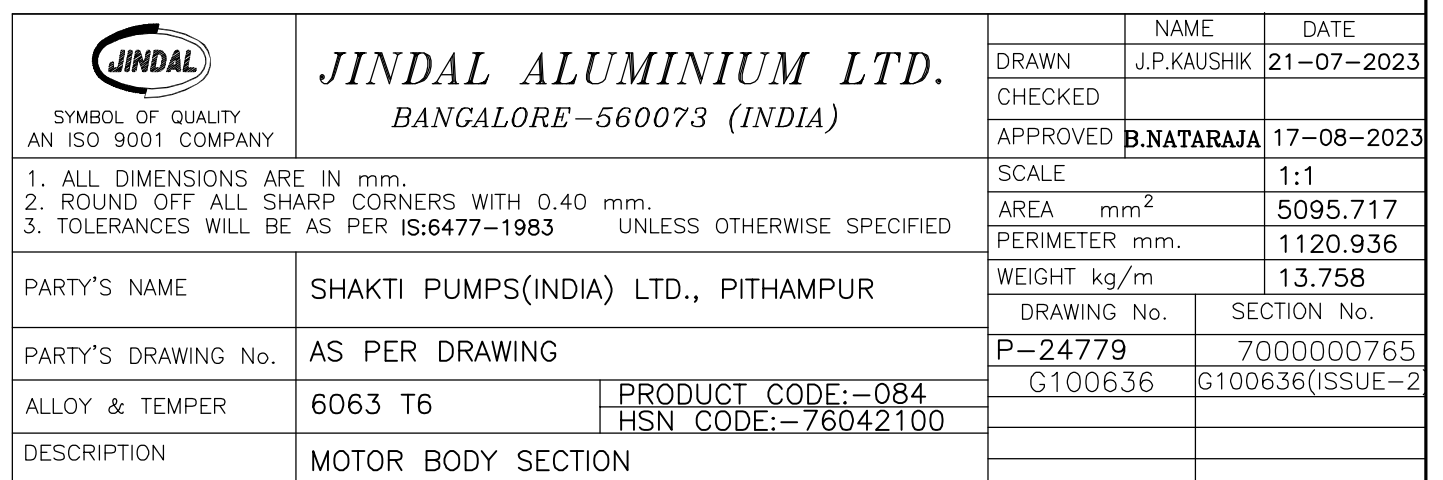 JINDAL
SYMBOL OF QUALITY
AN ISO 9001 COMPANY
JINDAL ALUMINIUM LTD.
BANGALORE-560073 (INDIA)
NAME DATE
DRAWN J.P.KAUSHIK 21-07-2023
CHECKED
APPROVED B.NATARAJA 17-08-2023
1. ALL DIMENSIONS ARE IN mm.
2. ROUND OFF ALL SHARP CORNERS WITH 0.40 mm.
3. TOLERANCES WILL BE AS PER IS:6477-1983 UNLESS OTHERWISE SPECIFIED
SCALE 1:1
AREA mm² 5095.717
PERIMETER mm. 1120.936
WEIGHT kg/m 13.758
PARTY'S NAME SHAKTI PUMPS(INDIA) LTD., PITHAMPUR
DRAWING No. SECTION No.
P-24779 7000000765
G100636 G100636(ISSUE-2)
PARTY'S DRAWING No. AS PER DRAWING
ALLOY & TEMPER 6063 T6
PRODUCT CODE:-084
HSN CODE:-76042100
DESCRIPTION MOTOR BODY SECTION